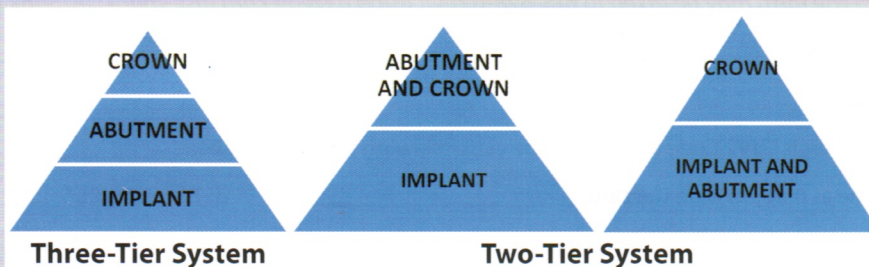 CROWN
ABUTMENT
IMPLANT
ABUTMENT
AND CROWN
IMPLANT
CROWN
IMPLANT AND
ABUTMENT
Three-Tier System
Two-Tier System